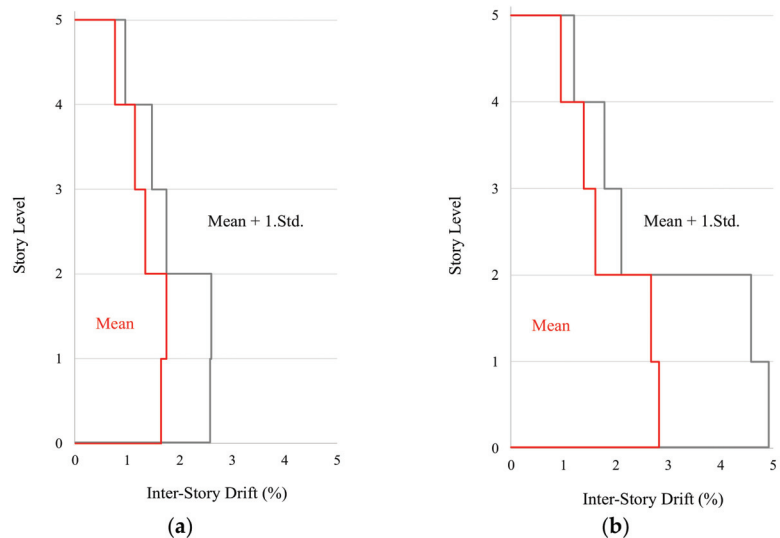 5
4
3
2
1
0
Story Level
Mean + 1.Std.
Mean
0 1 2 3 4 5
Inter-Story Drift (%)
(a)
5
4
3
2
1
0
Story Level
Mean + 1.Std.
Mean
0 1 2 3 4 5
Inter-Story Drift (%)
(b)